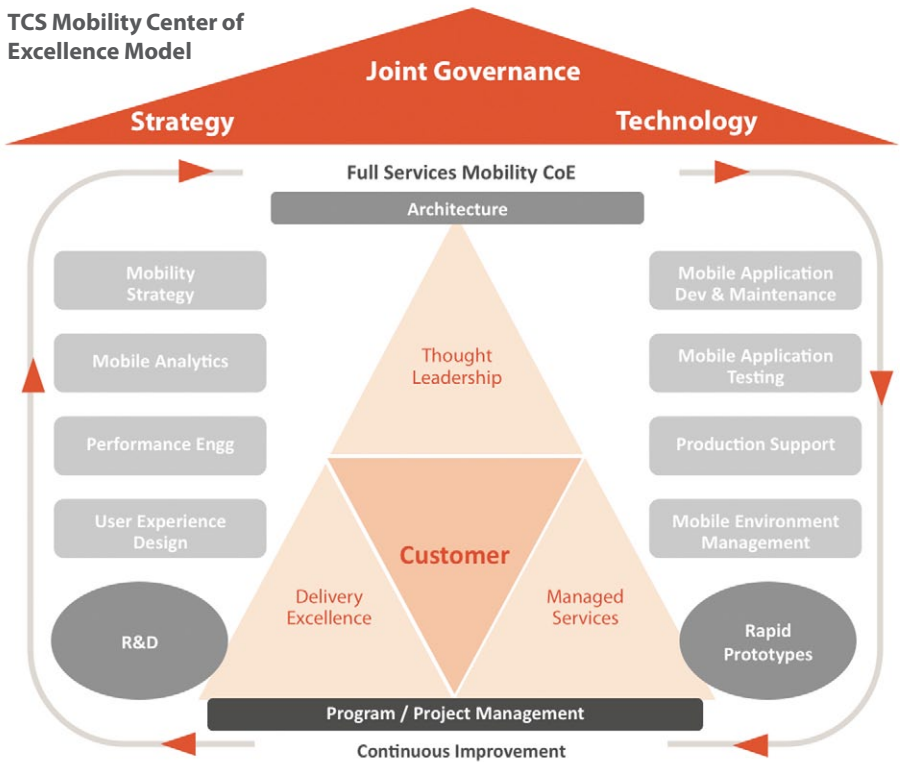 TCS Mobility Center of
Excellence Model
Joint Governance
Strategy
Technology
Full Services Mobility CoE
Architecture
Mobility
Strategy
Mobile Analytics
Performance Engg
User Experience
Design
R&D
Thought
Leadership
Customer
Delivery
Excellence
Managed
Services
Mobile Application
Dev & Maintenance
Mobile Application
Testing
Production Support
Mobile Environment
Management
Rapid
Prototypes
Program / Project Management
Continuous Improvement